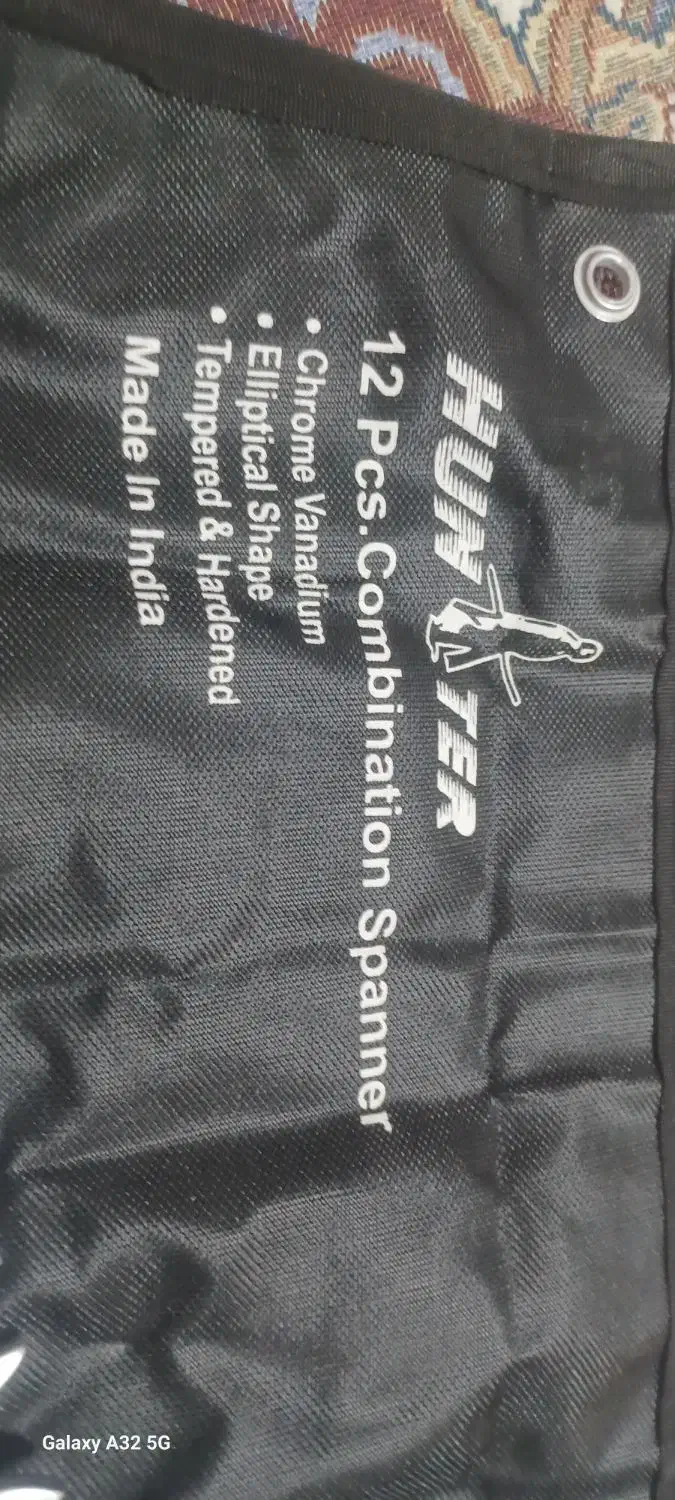 HUNTER
12 Pcs.Combination Spanner
• Chrome Vanadium
• Elliptical Shape
• Tempered & Hardened
Made In India
Galaxy A32 5G